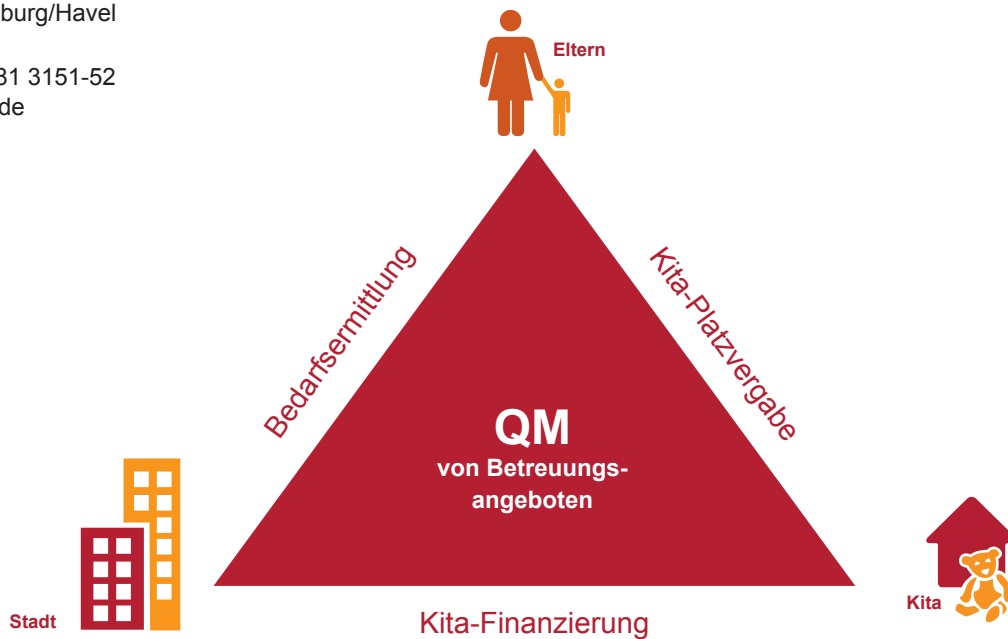 burg/Havel
31 3151-52
de
Eltern
Bedarfsermittlung
Kita-Platzvergabe
QM
von Betreuungs-
angeboten
Stadt
Kita
Kita-Finanzierung